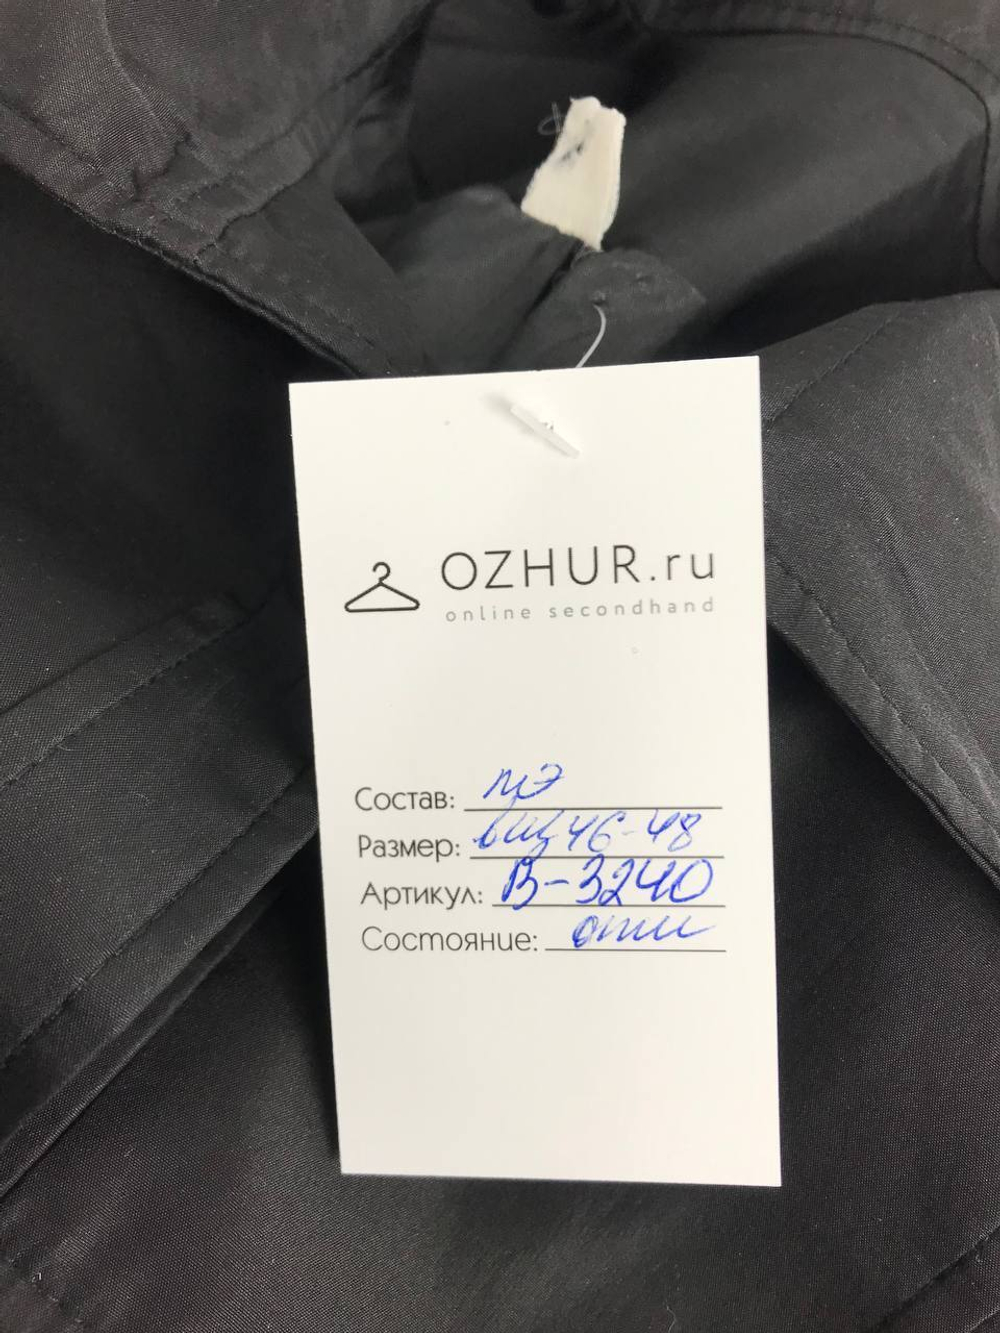 OZHUR.ru
online secondhand
Состав: пэ
Размер: виз 46-48
Артикул: В-3240
Состояние: отл